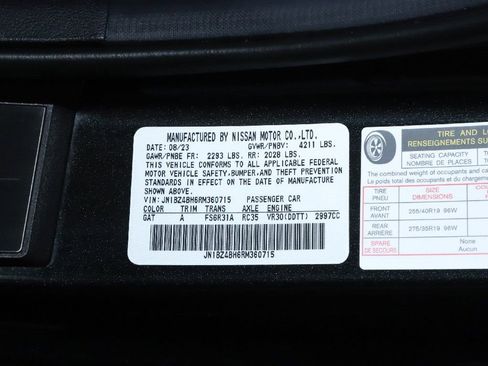 MANUFACTURED BY NISSAN MOTOR CO.,LTD.
DATE 08/23 GVWR/PNBV: 4211 LBS.
GAWR/PNBE FR: 2293 LBS. RR: 2028 LBS.
THIS VEHICLE CONFORMS TO ALL APPLICABLE FEDERAL
MOTOR VEHICLE SAFETY,BUMPER,AND THEFT PREVENTION
STANDARDS IN EFFECT ON THE DATE OF MANUFACTURE
SHOWN ABOVE.
VIN: JN1BZ4BH6RM360715 PASSENGER CAR
COLOR TRIM TRANS AXLE ENGINE
GAT A FS6R31A RC35 VR30(DDTT) 2997CC
JN1BZ4BH6RM360715
TIRE AND
RENSEIGNEMENTS
SEATING CAPACITY TOTAL
NOMBRE DE PLACES TOTAL
The combined weight of occupants and
Le poids total des occupants et du
TIRE SIZE
PNEU DIMENSIONS
FRONT
AVANT 255/40R19 96W
REAR
ARRIÈRE 275/35R19 96W
SPARE None
DE SECOURS Aucun